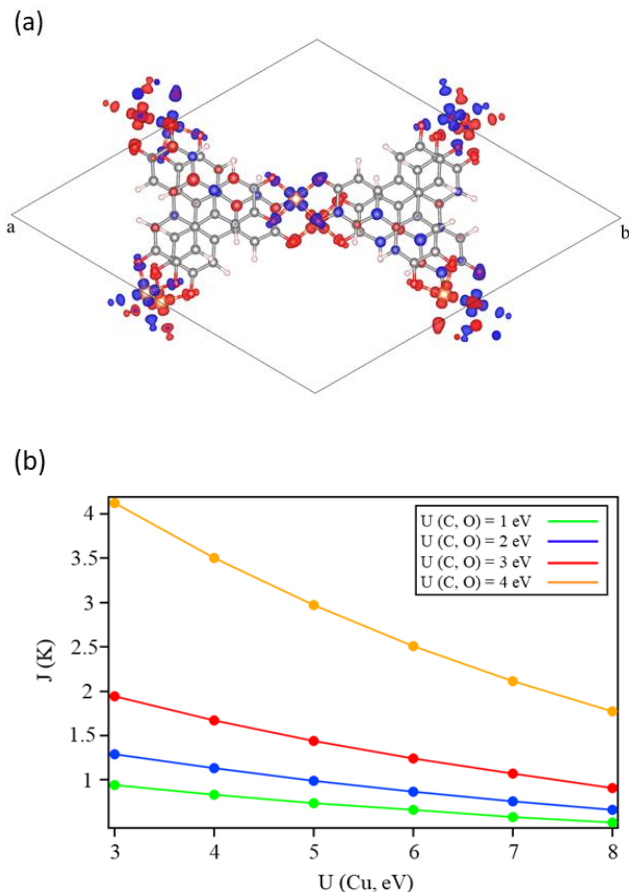 (a)
a
b
(b)
J (K)
4
3.5
3
2.5
2
1.5
1
U (C, O) = 1 eV
U (C, O) = 2 eV
U (C, O) = 3 eV
U (C, O) = 4 eV
3 4 5 6 7 8
U (Cu, eV)